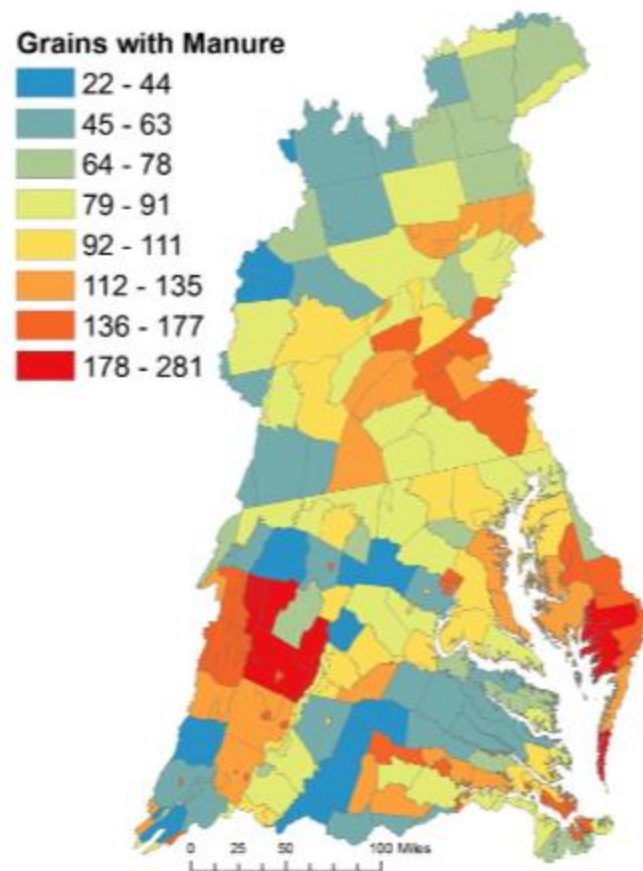 Grains with Manure
22 - 44
45 - 63
64 - 78
79 - 91
92 - 111
112 - 135
136 - 177
178 - 281
0 25 50 100 Miles